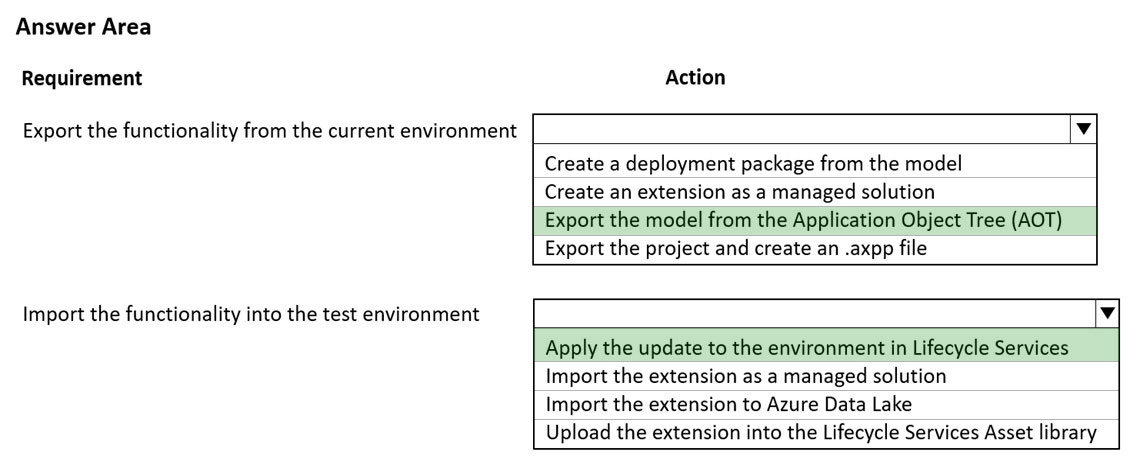 Answer Area
Requirement Action
Export the functionality from the current environment
Create a deployment package from the model
Create an extension as a managed solution
Export the model from the Application Object Tree (AOT)
Export the project and create an .axpp file
Import the functionality into the test environment
Apply the update to the environment in Lifecycle Services
Import the extension as a managed solution
Import the extension to Azure Data Lake
Upload the extension into the Lifecycle Services Asset library